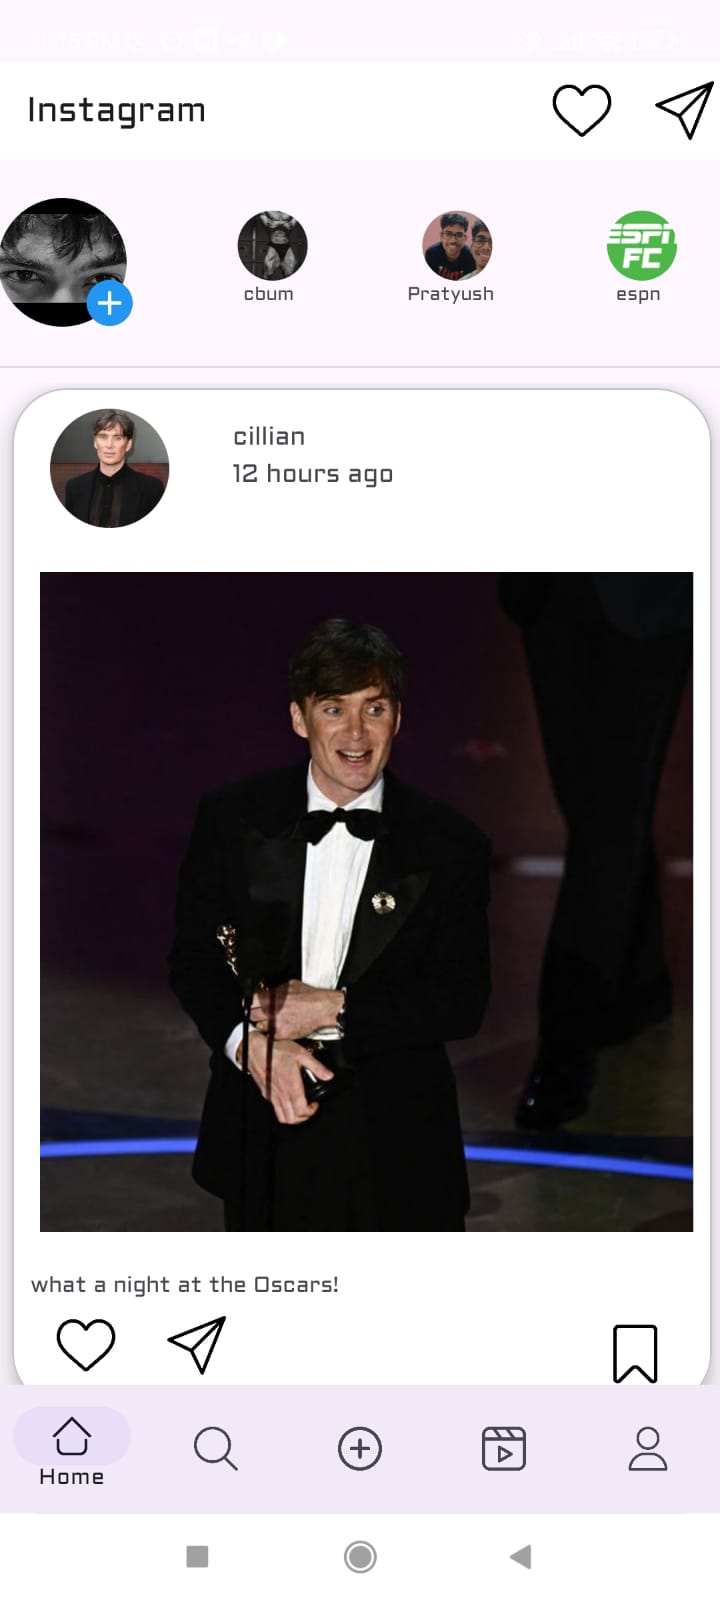 1:15 PM
Instagram
cbum
Pratyush
ESPN
FC
espn
cillian
12 hours ago
what a night at the Oscars!
Home